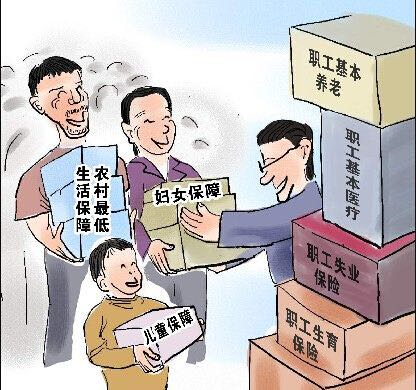 职工基本
养老
职工基本医疗
职工失业
保险
职工生育
保险
农村最低
生活保障
妇女保障
儿童保障